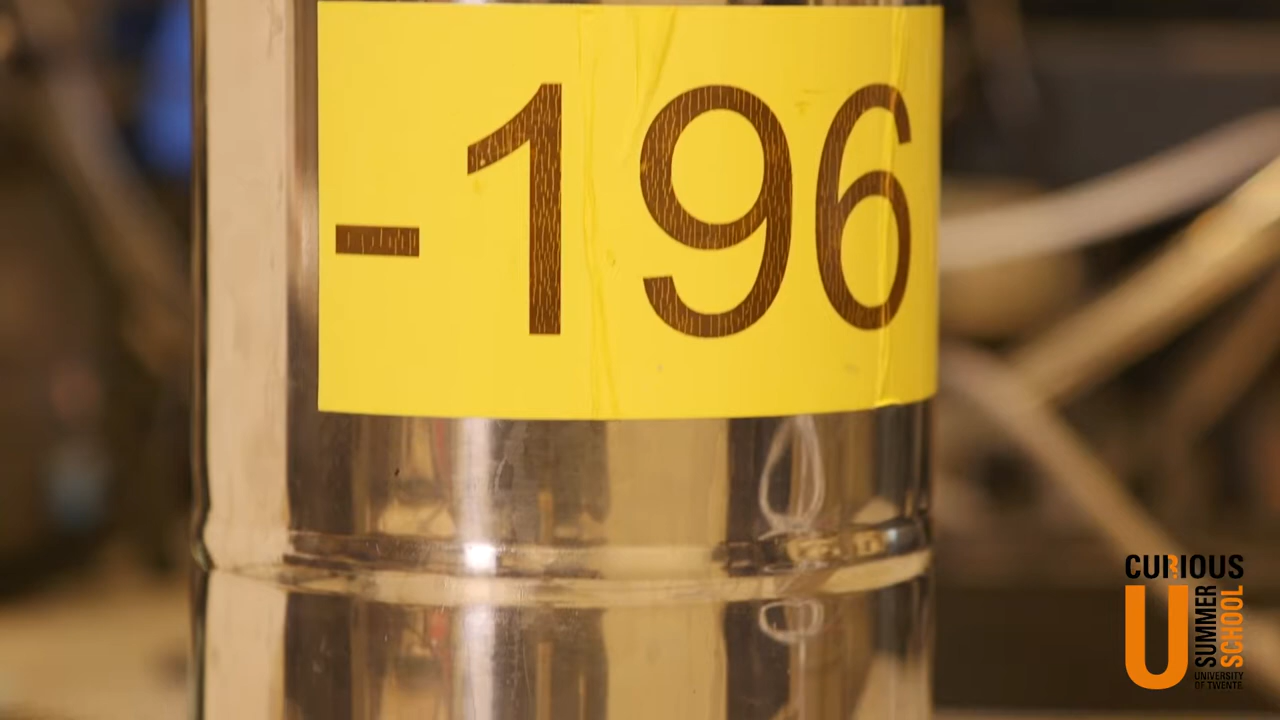 -196
CURIOUS
U
SUMMER
SCHOOL
UNIVERSITY
OF TWENTE.